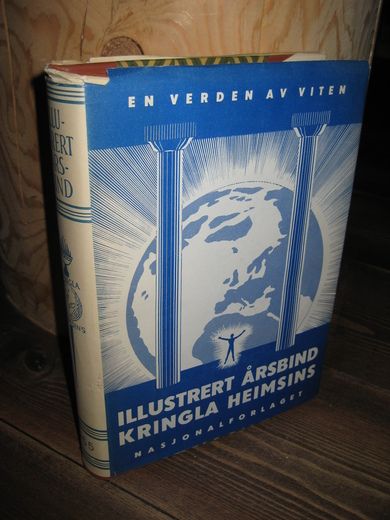 EN VERDEN AV VITEN
ILLUSTRERT ÅRSBIND
KRINGLA HEIMSINS
NASJONALFORLAGET